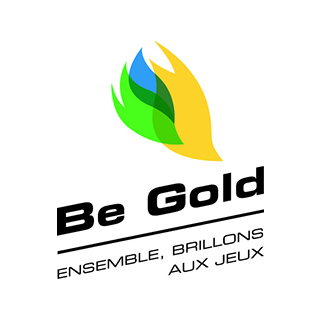 Be Gold
ENSEMBLE, BRILLONS
AUX JEUX